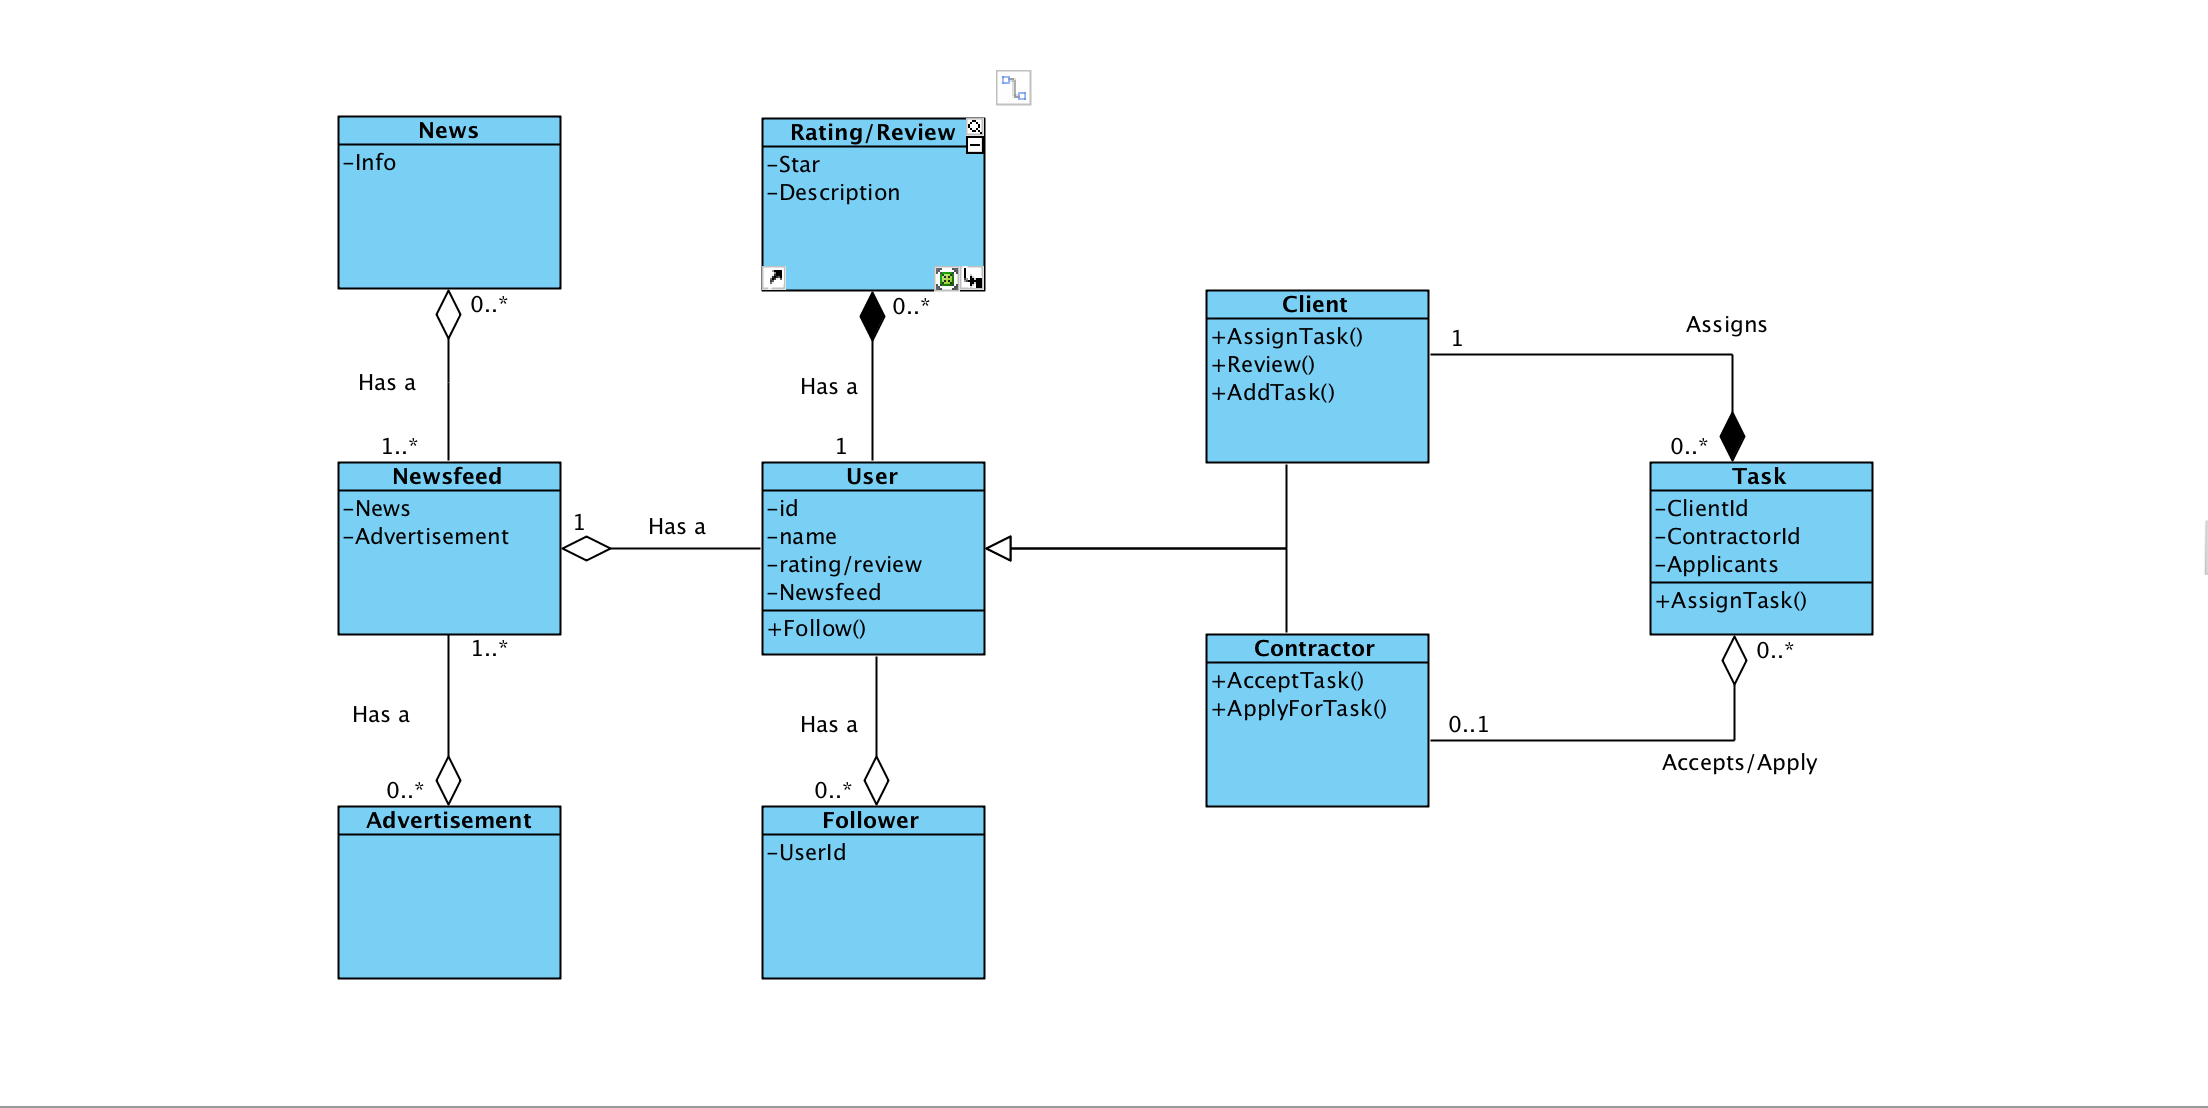 News
-Info
0..*
Has a
1..*
Newsfeed
-News
-Advertisement
1..*
Has a
0..*
Advertisement
1
Has a
Rating/Review
-Star
-Description
0..*
Has a
1
User
-id
-name
-rating/review
-Newsfeed
+Follow()
Has a
0..*
Follower
-UserId
Client
+AssignTask()
+Review()
+AddTask()
1
Assigns
0..*
Task
-ClientId
-ContractorId
-Applicants
+AssignTask()
0..*
Contractor
+AcceptTask()
+ApplyForTask()
0..1
Accepts/Apply